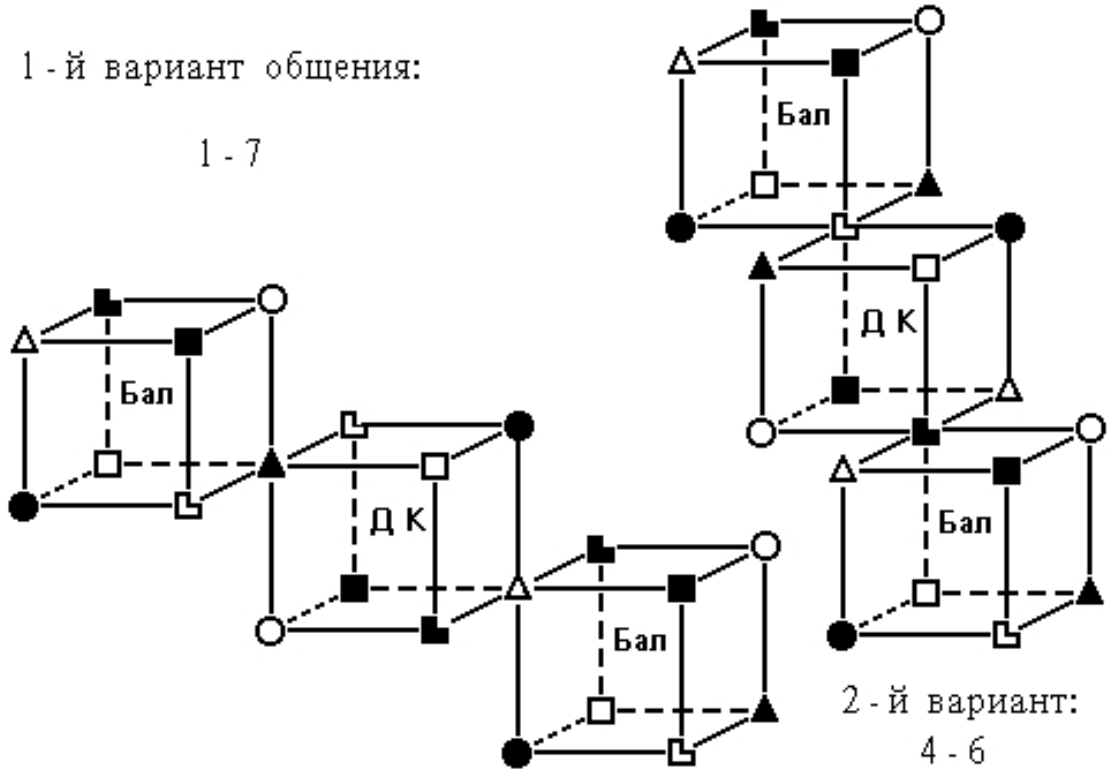 1 - й вариант общения:
1 - 7
Бал
Д К
Бал
Бал
Д К
Бал
2 - й вариант:
4 - 6